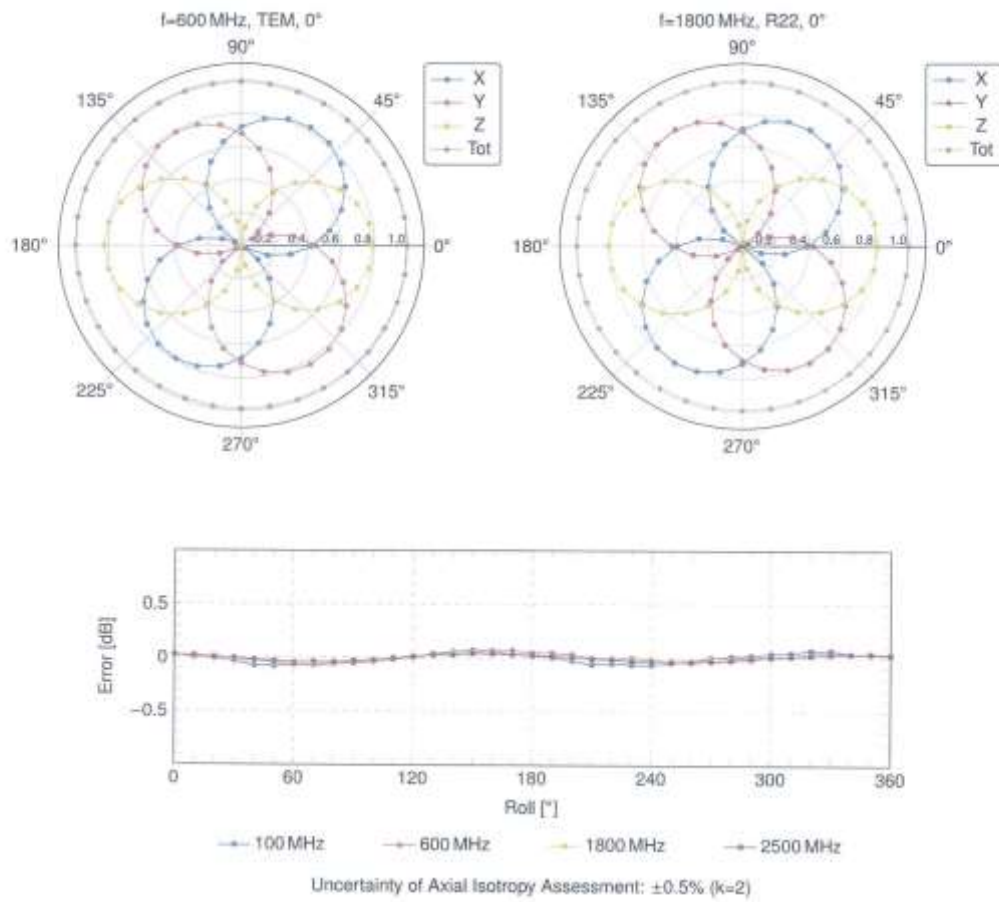 f=600 MHz, TEM, 0°
90°
135°
45°
180°
0.2 0.4 0.6 0.8 1.0
0°
225°
315°
270°
X
Y
Z
Tot
f=1800 MHz, R22, 0°
90°
135°
45°
180°
0.2 0.4 0.6 0.8 1.0
0°
225°
315°
270°
X
Y
Z
Tot
Error [dB]
0.5
0
−0.5
0 60 120 180 240 300 360
Roll [°]
100 MHz 600 MHz 1800 MHz 2500 MHz
Uncertainty of Axial Isotropy Assessment: ±0.5% (k=2)